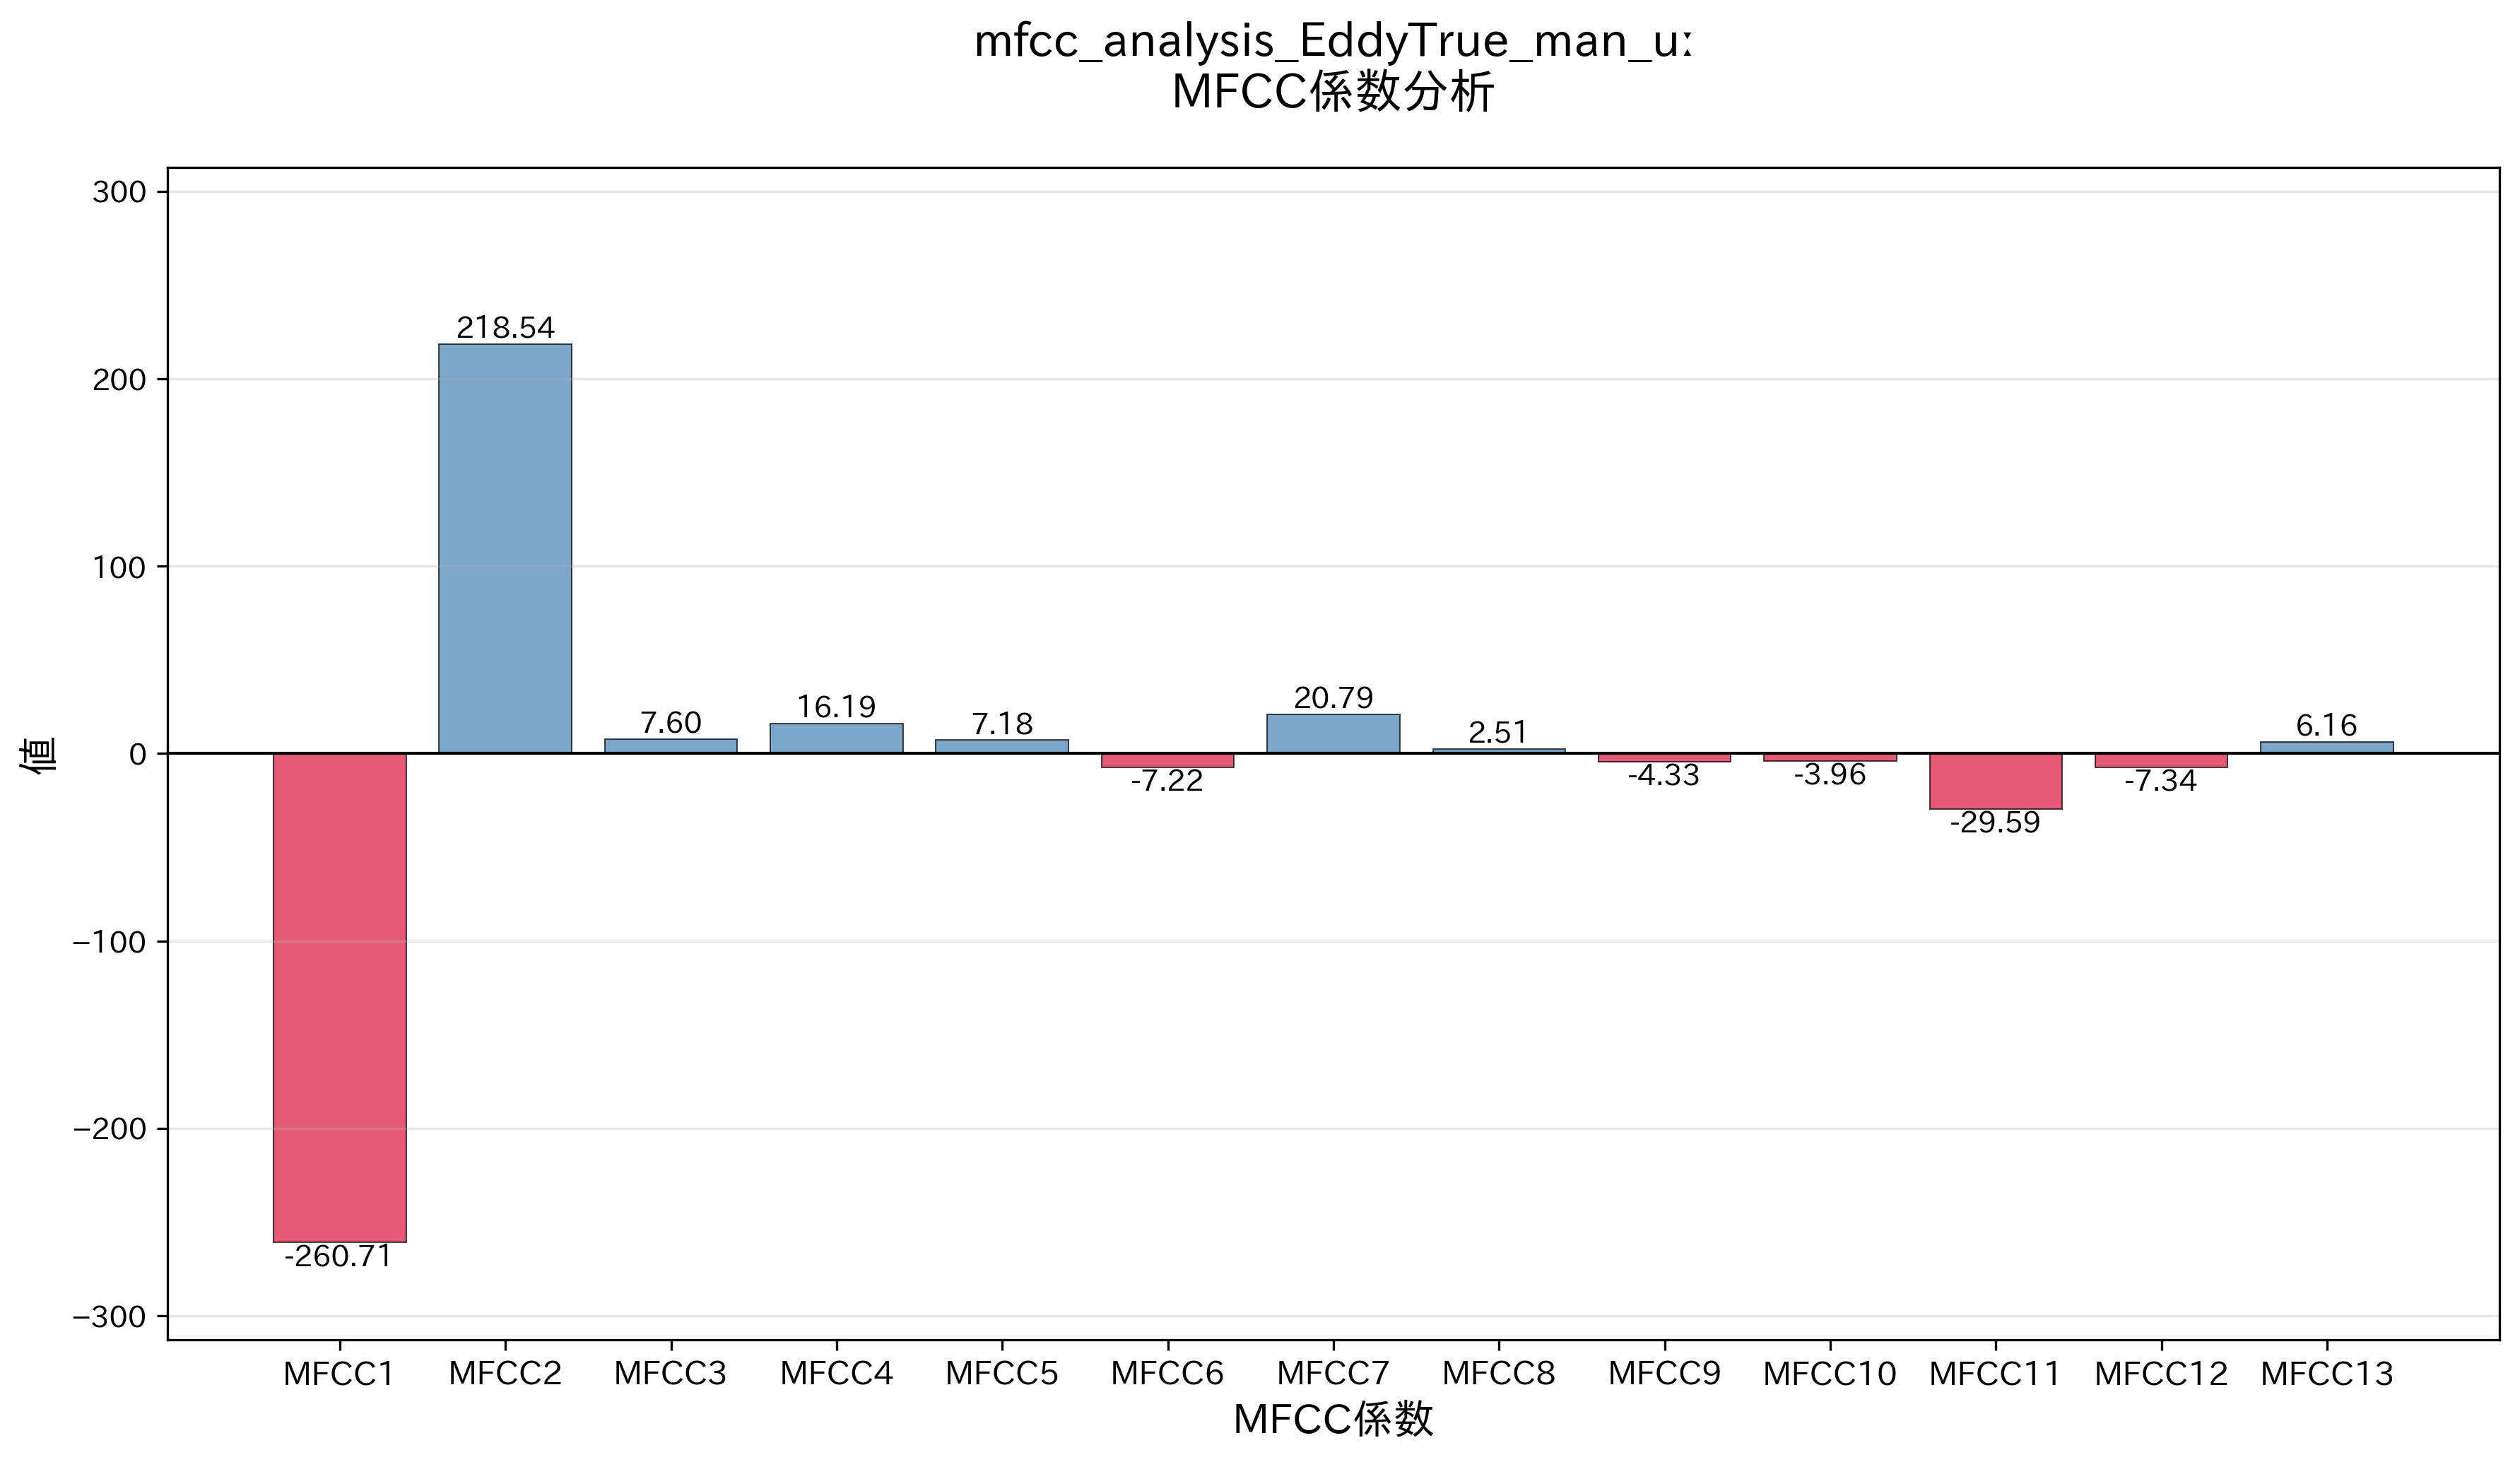 mfcc_analysis_EddyTrue_man_uː
MFCC係数分析
300
200
100
0
−100
−200
−300
値
-260.71
218.54
7.60
16.19
7.18
-7.22
20.79
2.51
-4.33
-3.96
-29.59
-7.34
6.16
MFCC1
MFCC2
MFCC3
MFCC4
MFCC5
MFCC6
MFCC7
MFCC8
MFCC9
MFCC10
MFCC11
MFCC12
MFCC13
MFCC係数